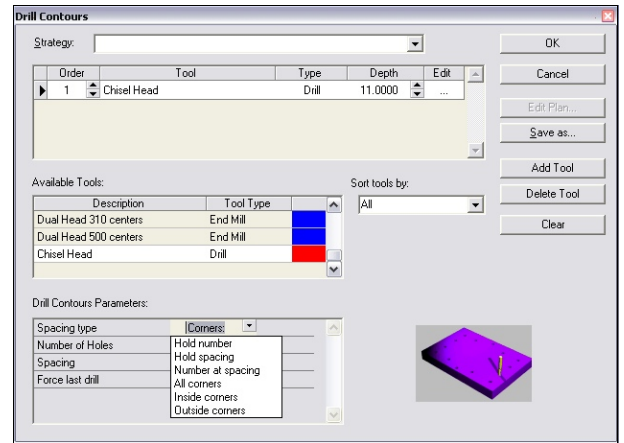 Drill Contours
Strategy:
OK
Order Tool Type Depth Edit
1 Chisel Head Drill 11.0000 ...
Cancel
Edit Plan...
Save as...
Add Tool
Delete Tool
Clear
Available Tools:
Sort tools by:
All
Description Tool Type
Dual Head 310 centers End Mill
Dual Head 500 centers End Mill
Chisel Head Drill
Drill Contours Parameters:
Spacing type Corners:
Number of Holes
Spacing
Force last drill
Hold number
Hold spacing
Number at spacing
All corners
Inside corners
Outside corners